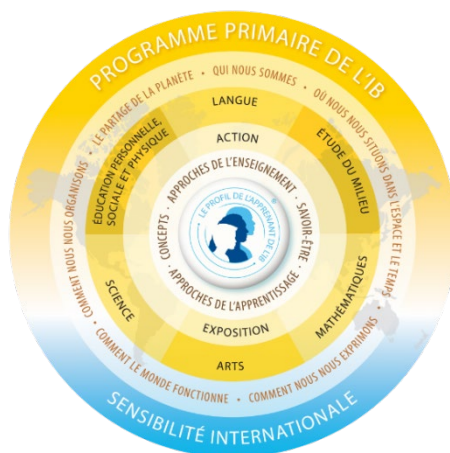 PROGRAMME PRIMAIRE DE L'IB
COMMENT NOUS NOUS ORGANISONS • LE PARTAGE DE LA PLANÈTE • QUI NOUS SOMMES • OÙ NOUS NOUS SITUONS DANS L'ESPACE ET LE TEMPS
COMMENT LE MONDE FONCTIONNE • COMMENT NOUS NOUS EXPRIMONS
LANGUE
ÉDUCATION PERSONNELLE,
SOCIALE ET PHYSIQUE
ETUDE DU MILIEU
ACTION
CONCEPTS • APPROCHES DE L'ENSEIGNEMENT • SAVOIR-ÊTRE
LE PROFIL DE L'APPRENANT DE L'IB
®
• APPROCHES DE L'APPRENTISSAGE •
SCIENCE
EXPOSITION
MATHÉMATIQUES
ARTS
SENSIBILITÉ INTERNATIONALE